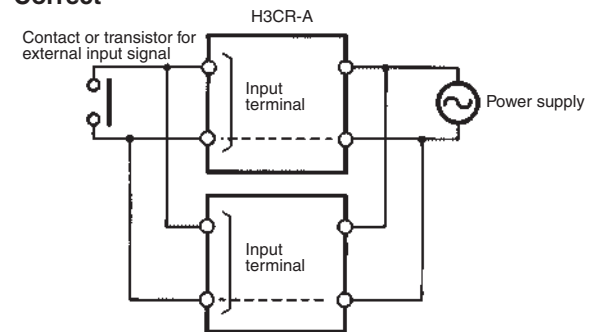 Correct
H3CR-A
Contact or transistor for
external input signal
Input
terminal
Power supply
Input
terminal